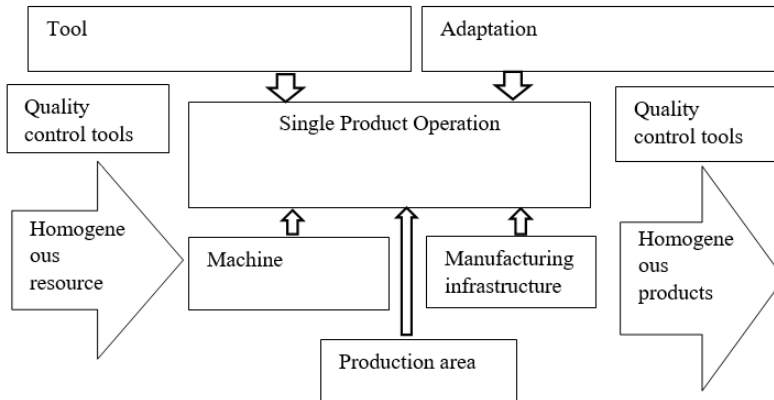 Tool
Adaptation
Quality
control tools
Single Product Operation
Quality
control tools
Homogene
ous
resource
Machine
Manufacturing
infrastructure
Homogene
ous
products
Production area